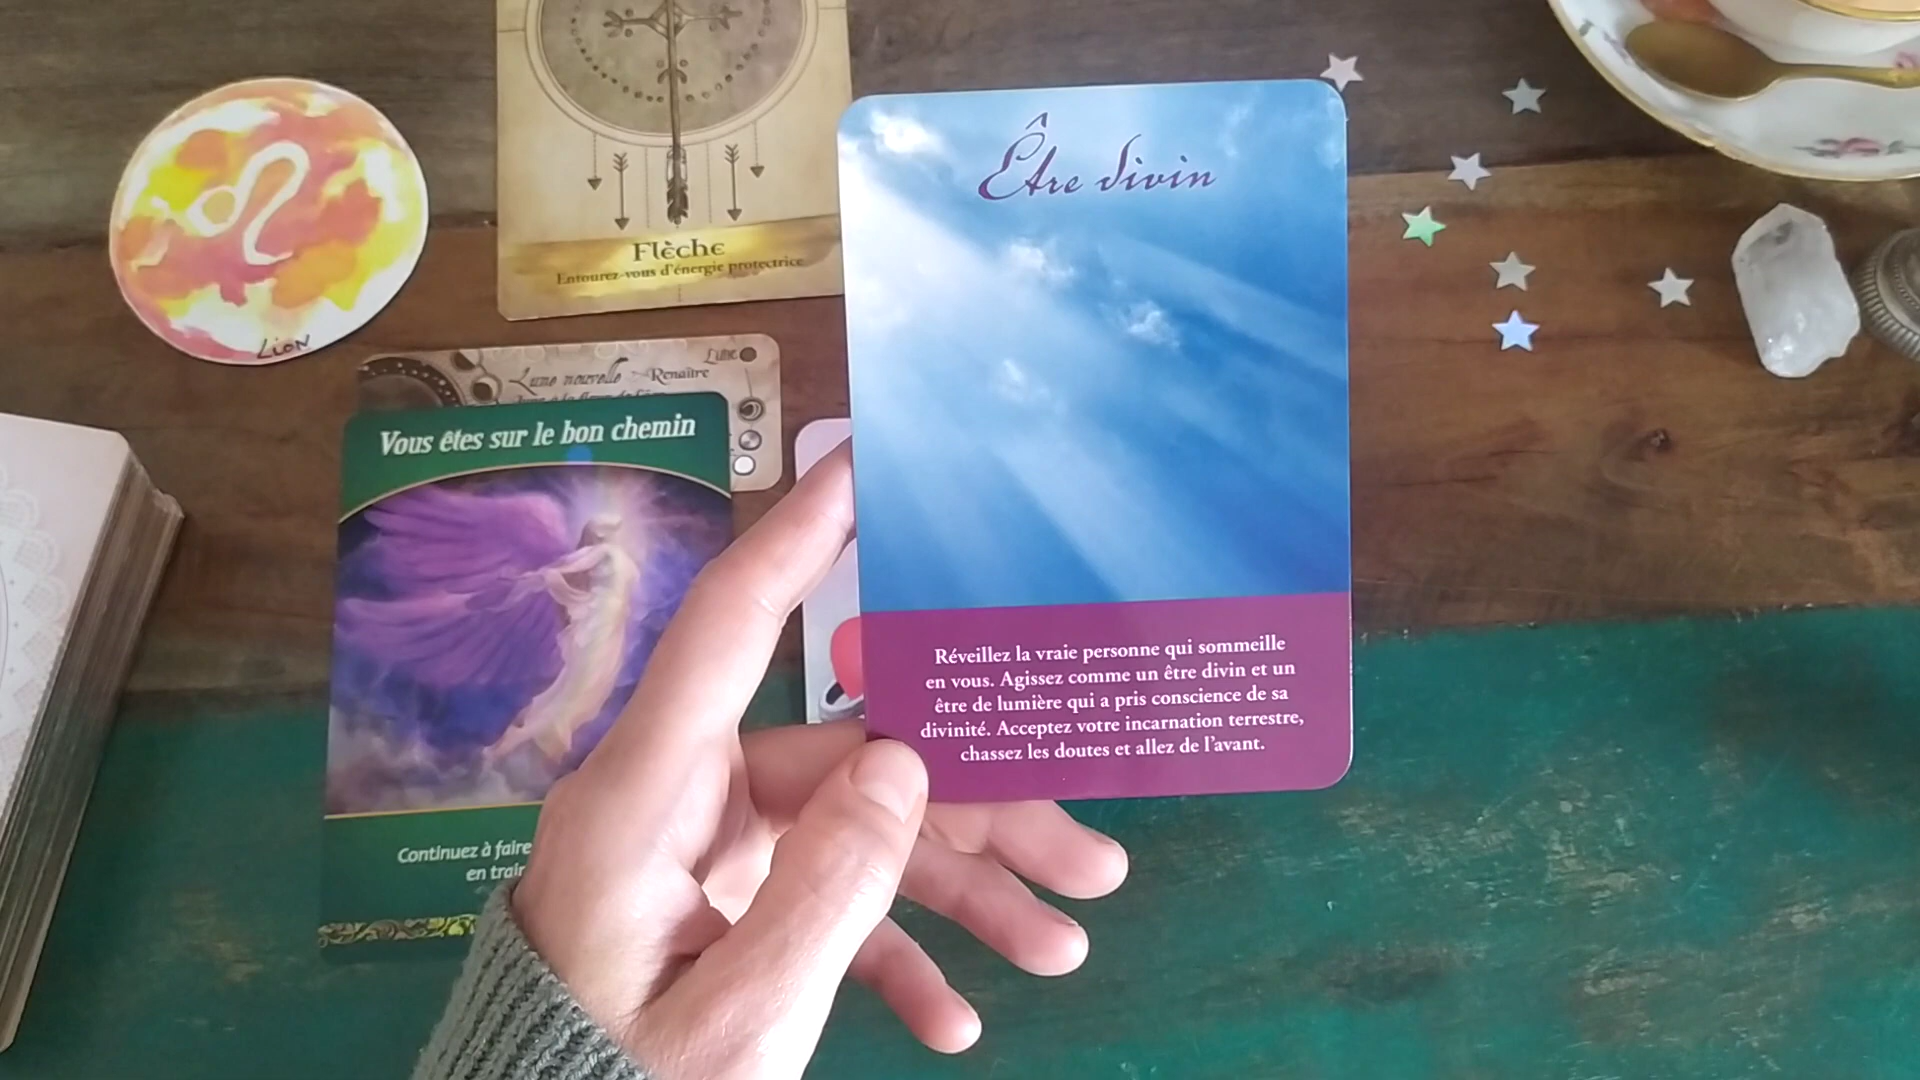 LION
Flèche
Entourez-vous d'énergie protectrice
Lune
Lune nouvelle Renaître
Vous êtes sur le bon chemin
Continuez à faire
en train
Être divin
Réveillez la vraie personne qui sommeille
en vous. Agissez comme un être divin et un
être de lumière qui a pris conscience de sa
divinité. Acceptez votre incarnation terrestre,
chassez les doutes et allez de l'avant.